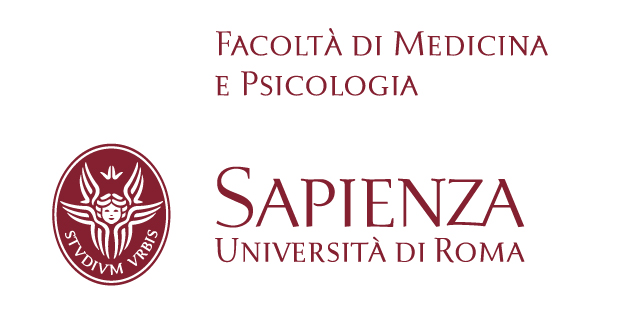 Facoltà di Medicina
e Psicologia
Sapienza
Università di Roma
STVDIVM VRBIS